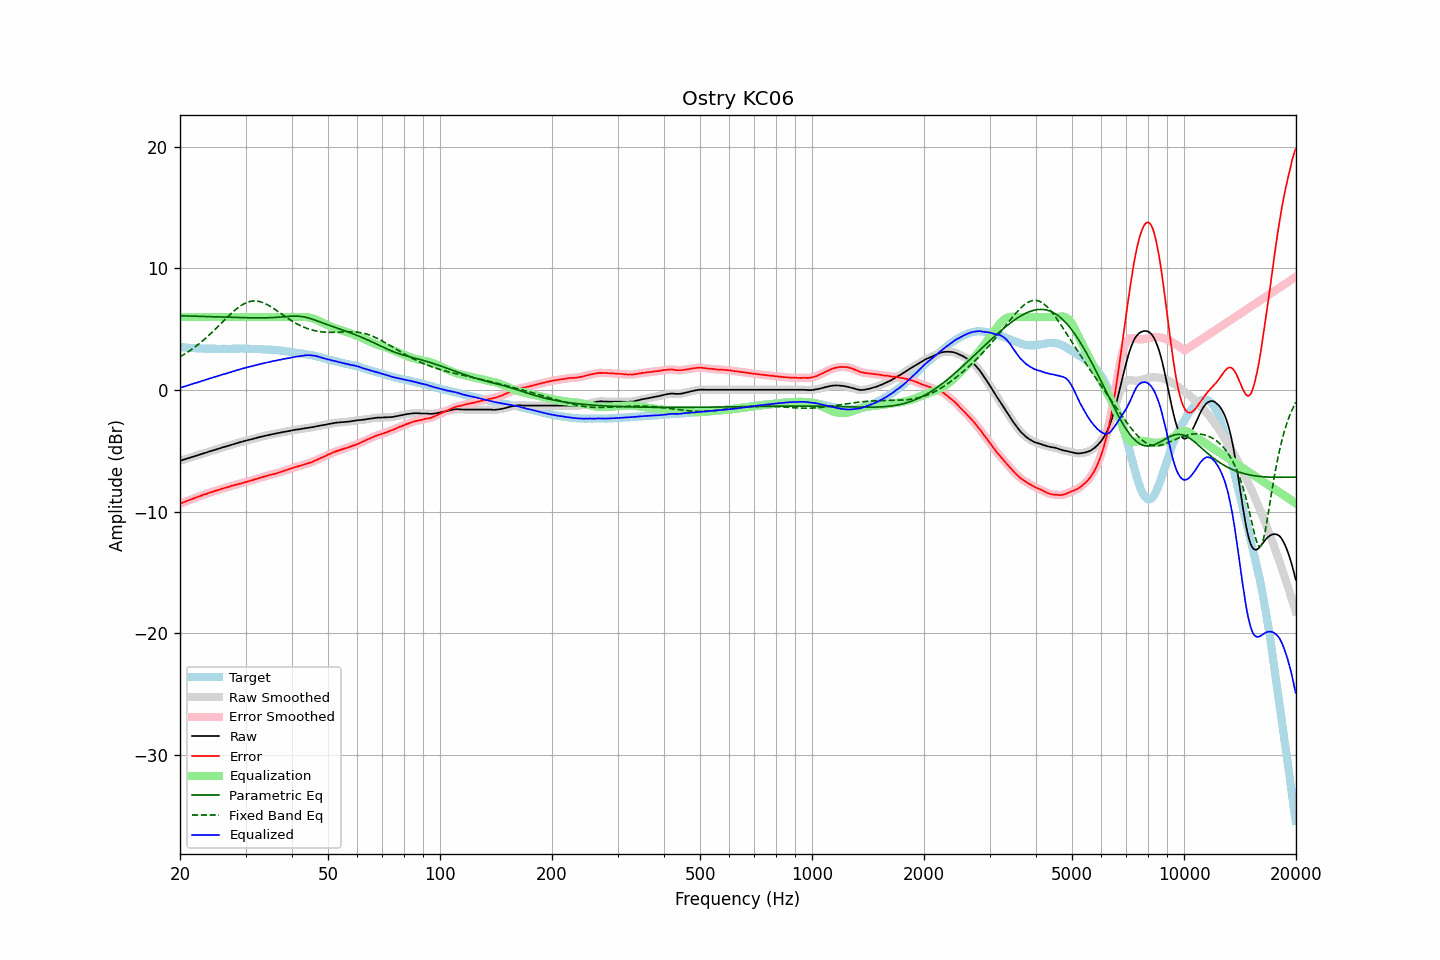 Ostry KC06
Amplitude (dBr)
20
10
0
−10
−20
−30
Target
Raw Smoothed
Error Smoothed
Raw
Error
Equalization
Parametric Eq
Fixed Band Eq
Equalized
20 50 100 200 500 1000 2000 5000 10000 20000
Frequency (Hz)